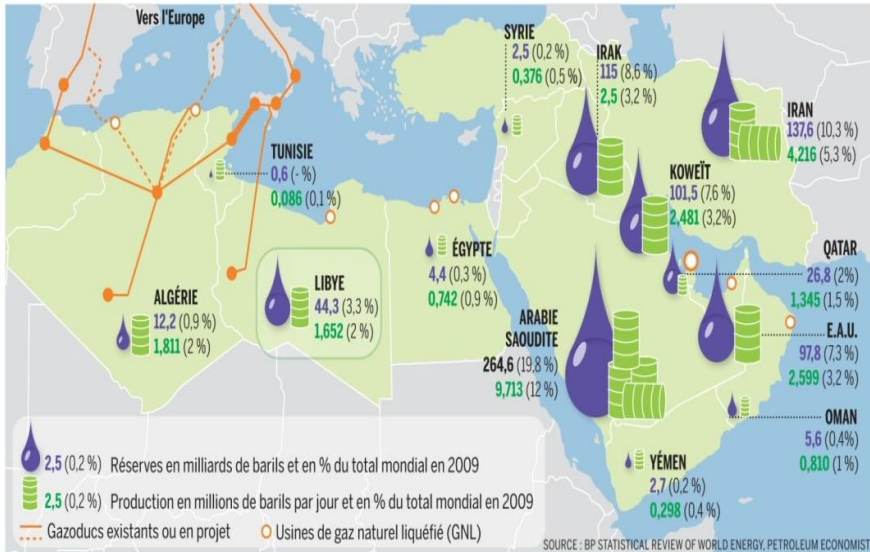 Vers l'Europe
SYRIE
2,5 (0,2 %)
0,376 (0,5 %)
IRAK
115 (8,6 %)
2,5 (3,2 %)
IRAN
137,6 (10,3 %)
4,216 (5,3 %)
TUNISIE
0,6 (- %)
0,086 (0,1 %)
KOWEÏT
101,5 (7,6 %)
2,481 (3,2%)
QATAR
26,8 (2%)
1,345 (1,5 %)
ÉGYPTE
4,4 (0,3 %)
0,742 (0,9 %)
LIBYE
44,3 (3,3 %)
1,652 (2 %)
ALGÉRIE
12,2 (0,9 %)
1,811 (2 %)
ARABIE
SAOUDITE
264,6 (19,8 %)
9,713 (12 %)
E.A.U.
97,8 (7,3 %)
2,599 (3,2 %)
OMAN
5,6 (0,4%)
0,810 (1 %)
YÉMEN
2,7 (0,2 %)
0,298 (0,4 %)
2,5 (0,2 %) Réserves en milliards de barils et en % du total mondial en 2009
2,5 (0,2 %) Production en millions de barils par jour et en % du total mondial en 2009
Gazoducs existants ou en projet Usines de gaz naturel liquéfié (GNL)
SOURCE : BP STATISTICAL REVIEW OF WORLD ENERGY. PETROLEUM ECONOMIST